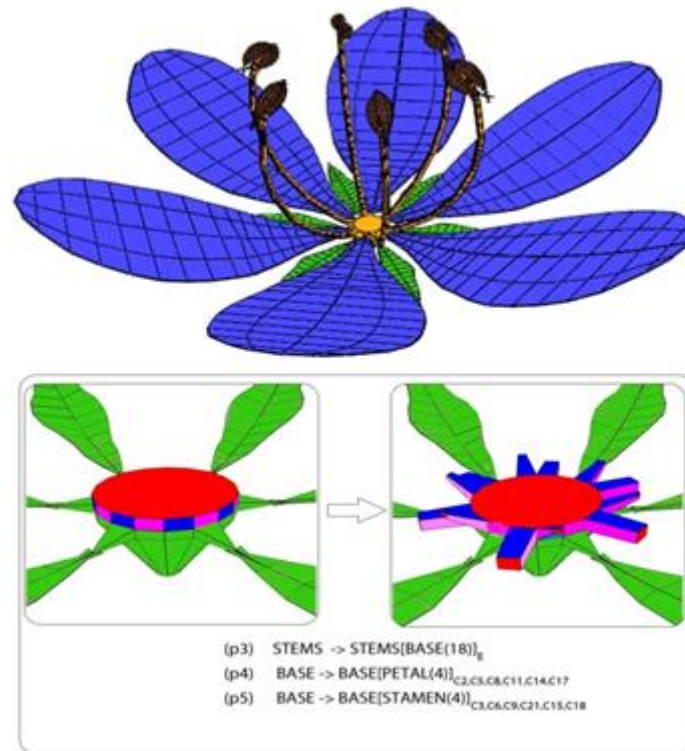 (p3) STEMS -> STEMS[BASE(18)]E
(p4) BASE -> BASE[PETAL(4)]C2,C5,C8,C11,C14,C17
(p5) BASE -> BASE[STAMEN(4)]C3,C6,C9,C21,C15,C18